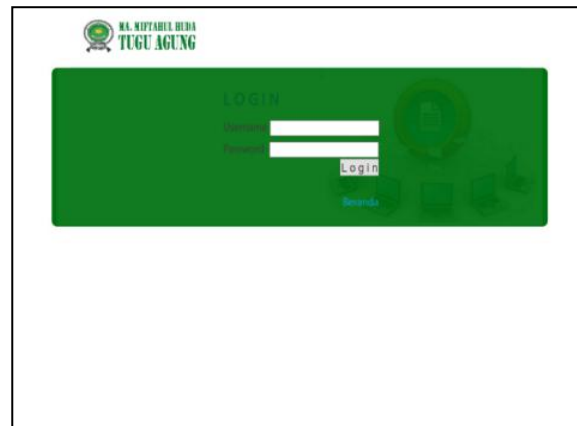 MA. MIFTAHUL HUDA
TUGU AGUNG
LOGIN
Username
Password
Login
Beranda